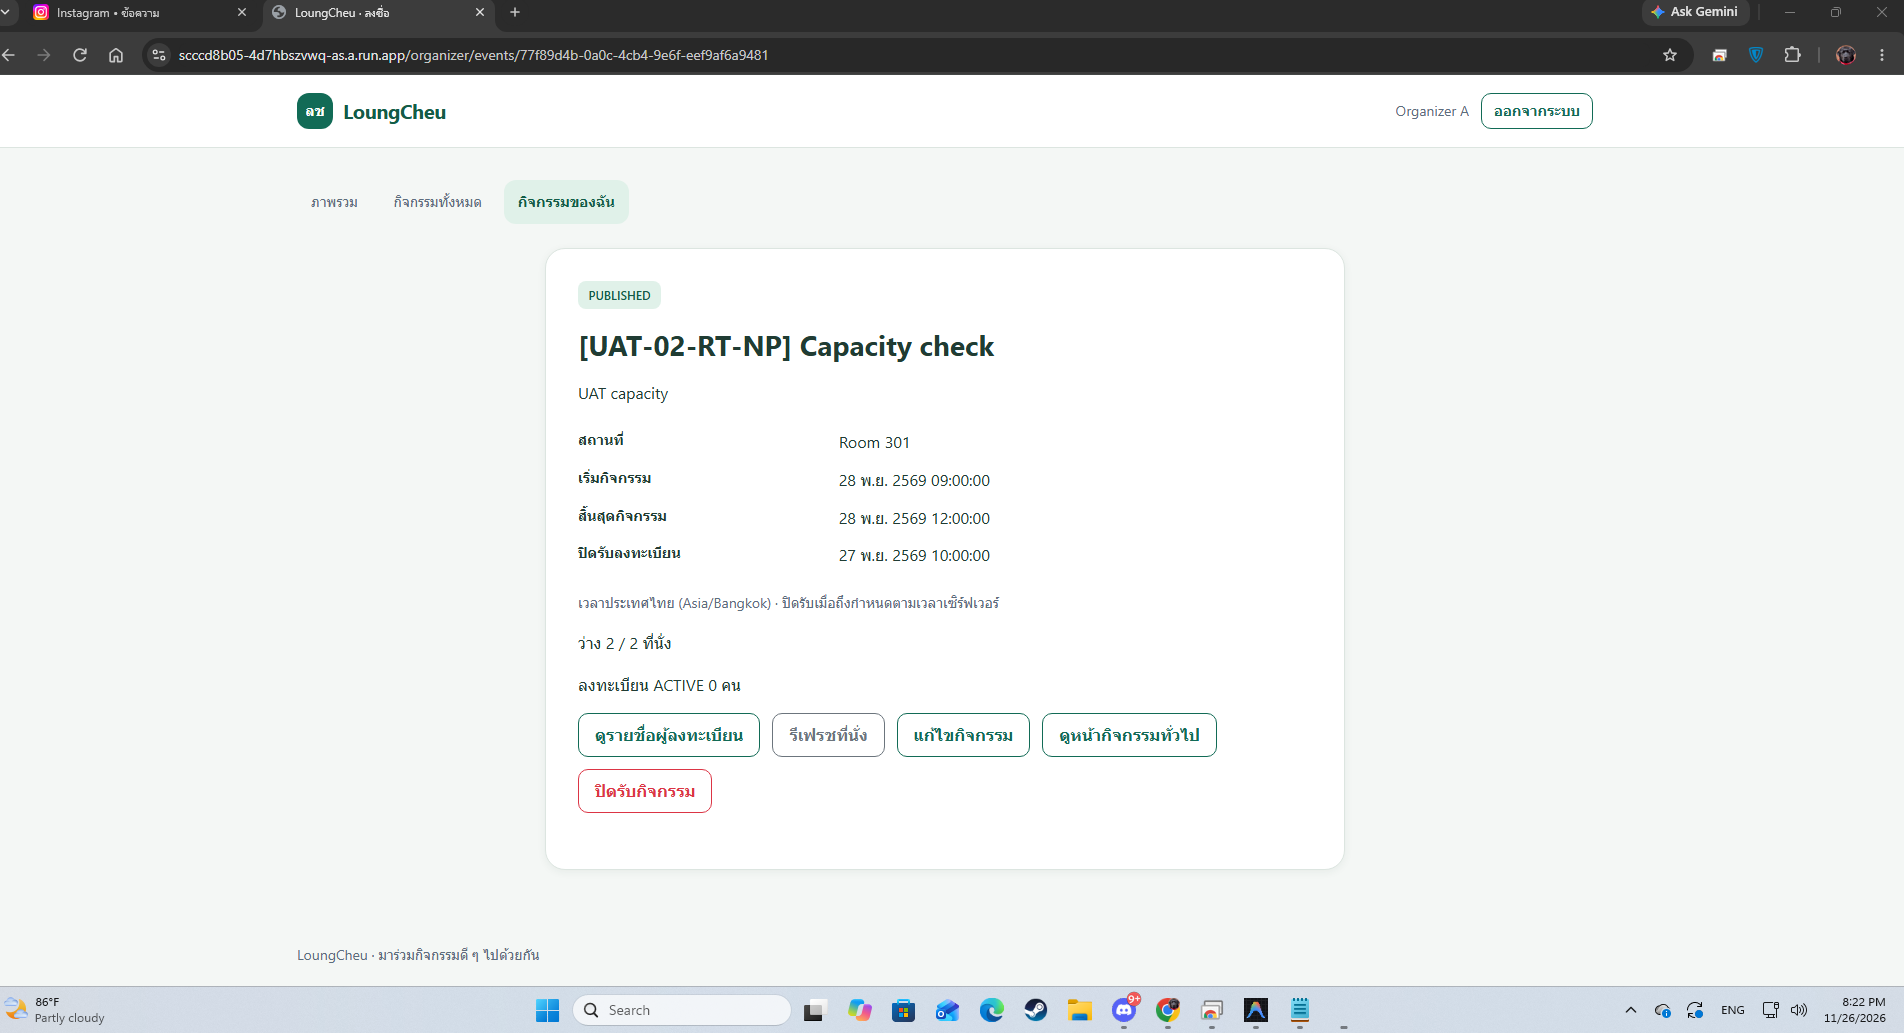 Instagram • ข้อความ
LoungCheu · ลงชื่อ
Ask Gemini
scccd8b05-4d7hbszvwq-as.a.run.app/organizer/events/77f89d4b-0a0c-4cb4-9e6f-eef9af6a9481
ลช LoungCheu
Organizer A ออกจากระบบ
ภาพรวม กิจกรรมทั้งหมด กิจกรรมของฉัน
PUBLISHED
[UAT-02-RT-NP] Capacity check
UAT capacity
สถานที่ Room 301
เริ่มกิจกรรม 28 พ.ย. 2569 09:00:00
สิ้นสุดกิจกรรม 28 พ.ย. 2569 12:00:00
ปิดรับลงทะเบียน 27 พ.ย. 2569 10:00:00
เวลาประเทศไทย (Asia/Bangkok) · ปิดรับเมื่อถึงกำหนดตามเวลาเซิร์ฟเวอร์
ว่าง 2 / 2 ที่นั่ง
ลงทะเบียน ACTIVE 0 คน
ดูรายชื่อผู้ลงทะเบียน รีเฟรชที่นั่ง แก้ไขกิจกรรม ดูหน้ากิจกรรมทั่วไป
ปิดรับกิจกรรม
LoungCheu · มาร่วมกิจกรรมดี ๆ ไปด้วยกัน
86°F
Partly cloudy
Search
9+
ENG
8:22 PM
11/26/2026